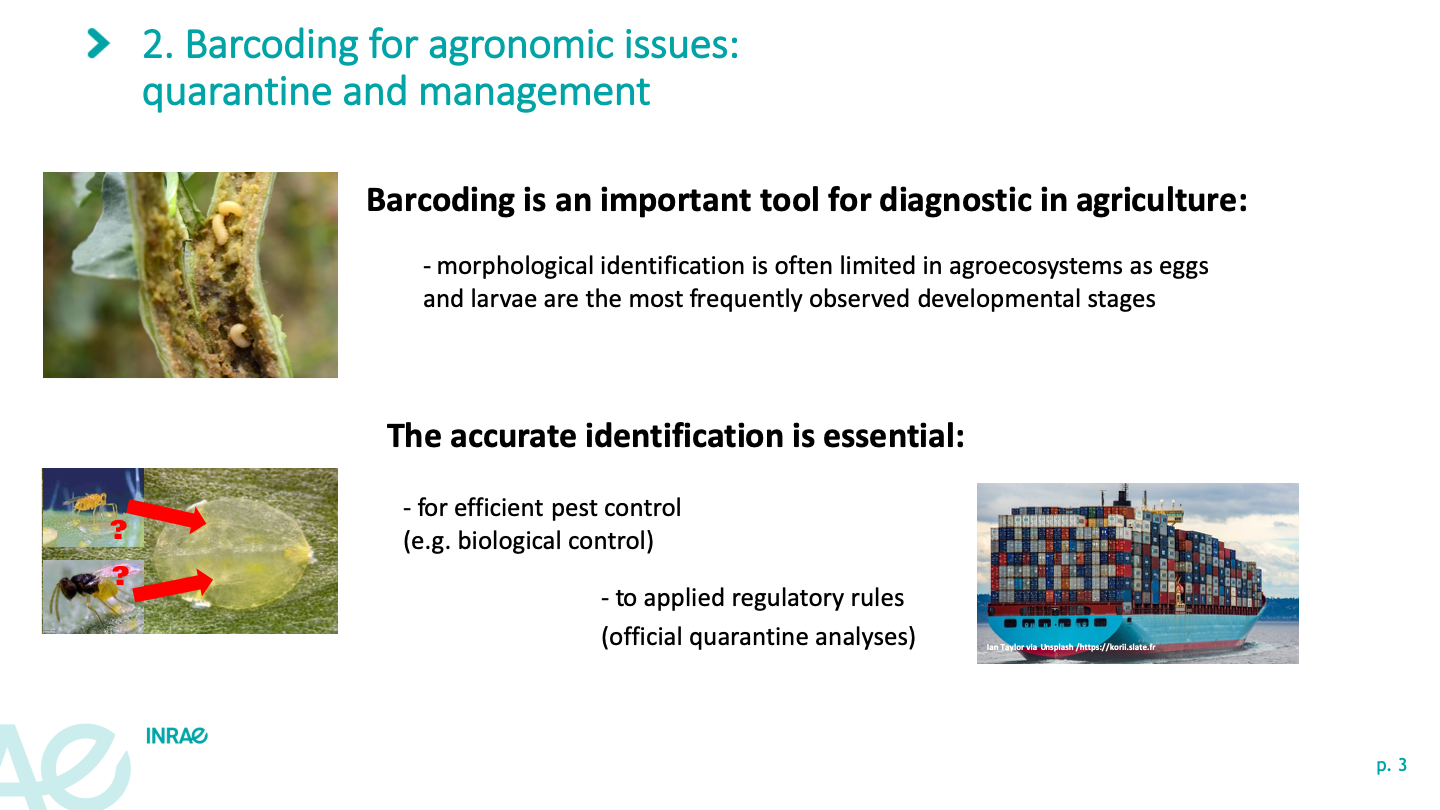 2. Barcoding for agronomic issues:
quarantine and management
Barcoding is an important tool for diagnostic in agriculture:
- morphological identification is often limited in agroecosystems as eggs
and larvae are the most frequently observed developmental stages
The accurate identification is essential:
- for efficient pest control
(e.g. biological control)
?
?
- to applied regulatory rules
(official quarantine analyses)
Ian Taylor via Unsplash /https://korii.slate.fr
INRAE
p. 3